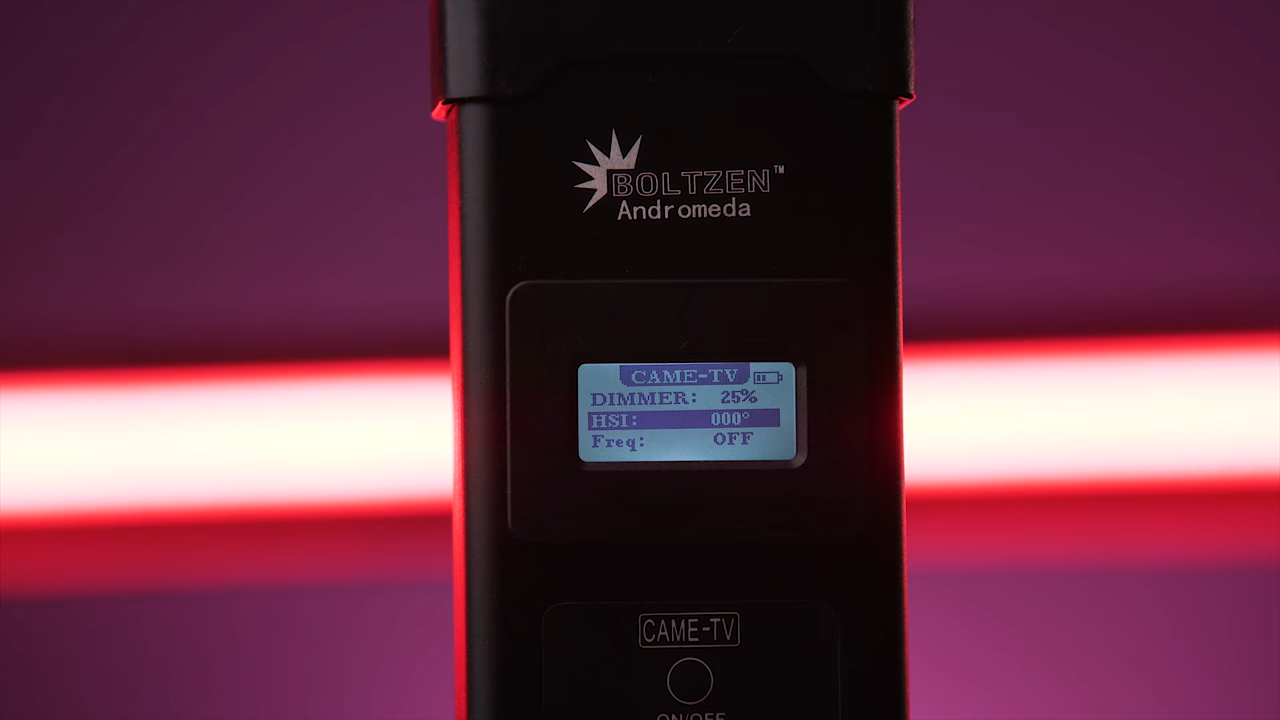 BOLTZEN™
Andromeda
CAME-TV
DIMMER: 25%
HSI: 000°
Freq: OFF
CAME-TV
ON/OFF